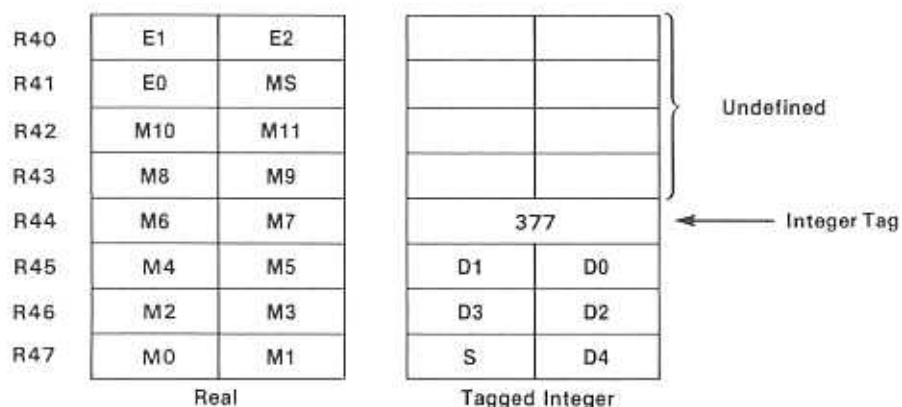 R40 E1 E2
R41 E0 MS
Undefined
R42 M10 M11
R43 M8 M9
R44 M6 M7 377 Integer Tag
R45 M4 M5 D1 D0
R46 M2 M3 D3 D2
R47 M0 M1 S D4
Real Tagged Integer